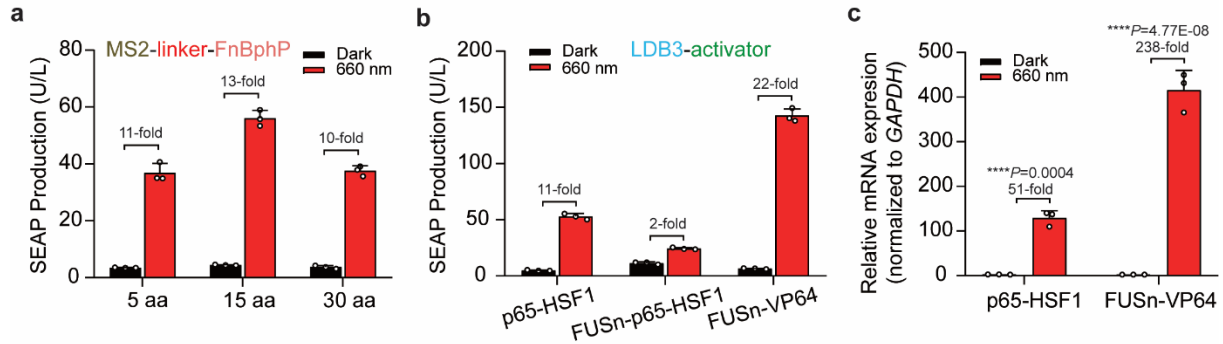 a
MS2-linker-FnBphP
Dark
660 nm
SEAP Production (U/L)
80
60
40
20
0
11-fold
13-fold
10-fold
5 aa
15 aa
30 aa
b
LDB3-activator
Dark
660 nm
SEAP Production (U/L)
200
150
100
50
0
11-fold
2-fold
22-fold
p65-HSF1
FUSn-p65-HSF1
FUSn-VP64
c
****P=4.77E-08
238-fold
Dark
660 nm
Relative mRNA expresion
(normalized to GAPDH)
500
400
300
200
100
0
****P=0.0004
51-fold
p65-HSF1
FUSn-VP64